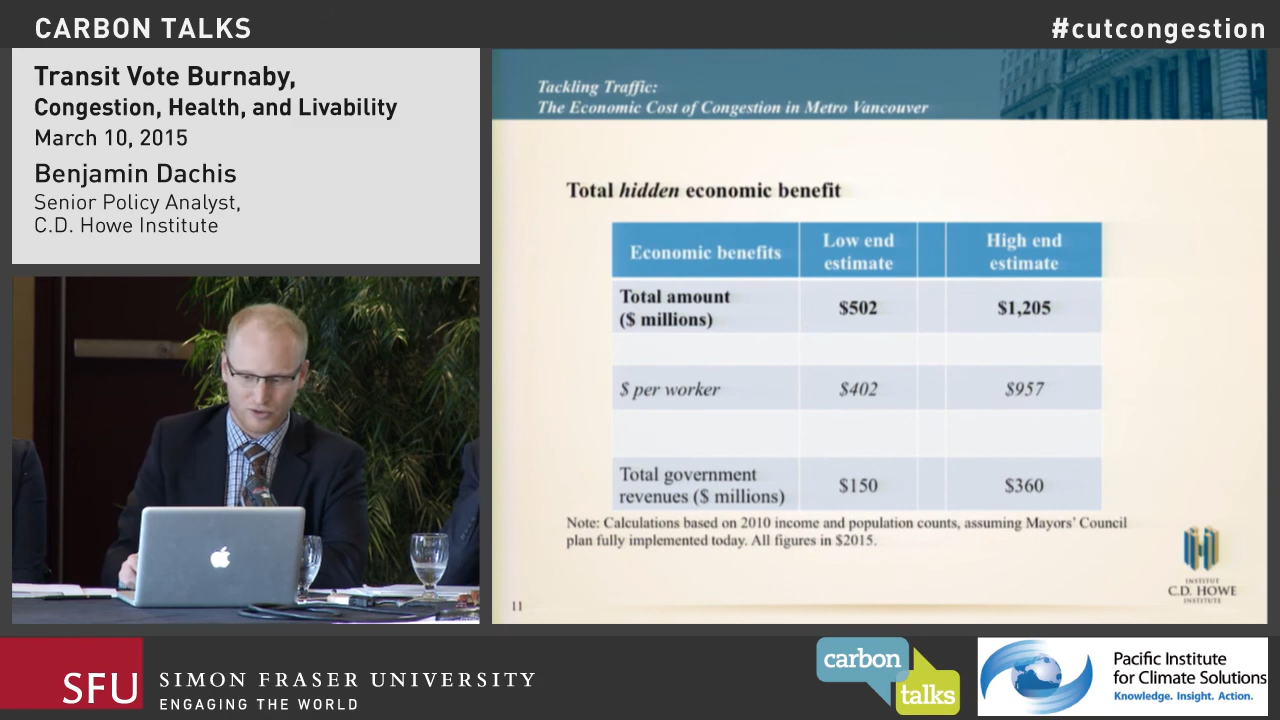 CARBON TALKS
#cutcongestion
Transit Vote Burnaby,
Congestion, Health, and Livability
March 10, 2015
Benjamin Dachis
Senior Policy Analyst,
C.D. Howe Institute
Tackling Traffic:
The Economic Cost of Congestion in Metro Vancouver
Total hidden economic benefit
Economic benefits Low end estimate High end estimate
Total amount ($ millions) $502 $1,205
$ per worker $402 $957
Total government revenues ($ millions) $150 $360
Note: Calculations based on 2010 income and population counts, assuming Mayors' Council
plan fully implemented today. All figures in $2015.
INSTITUT
C.D. HOWE
INSTITUTE
11
SFU
SIMON FRASER UNIVERSITY
ENGAGING THE WORLD
carbon
talks
Pacific Institute
for Climate Solutions
Knowledge. Insight. Action.